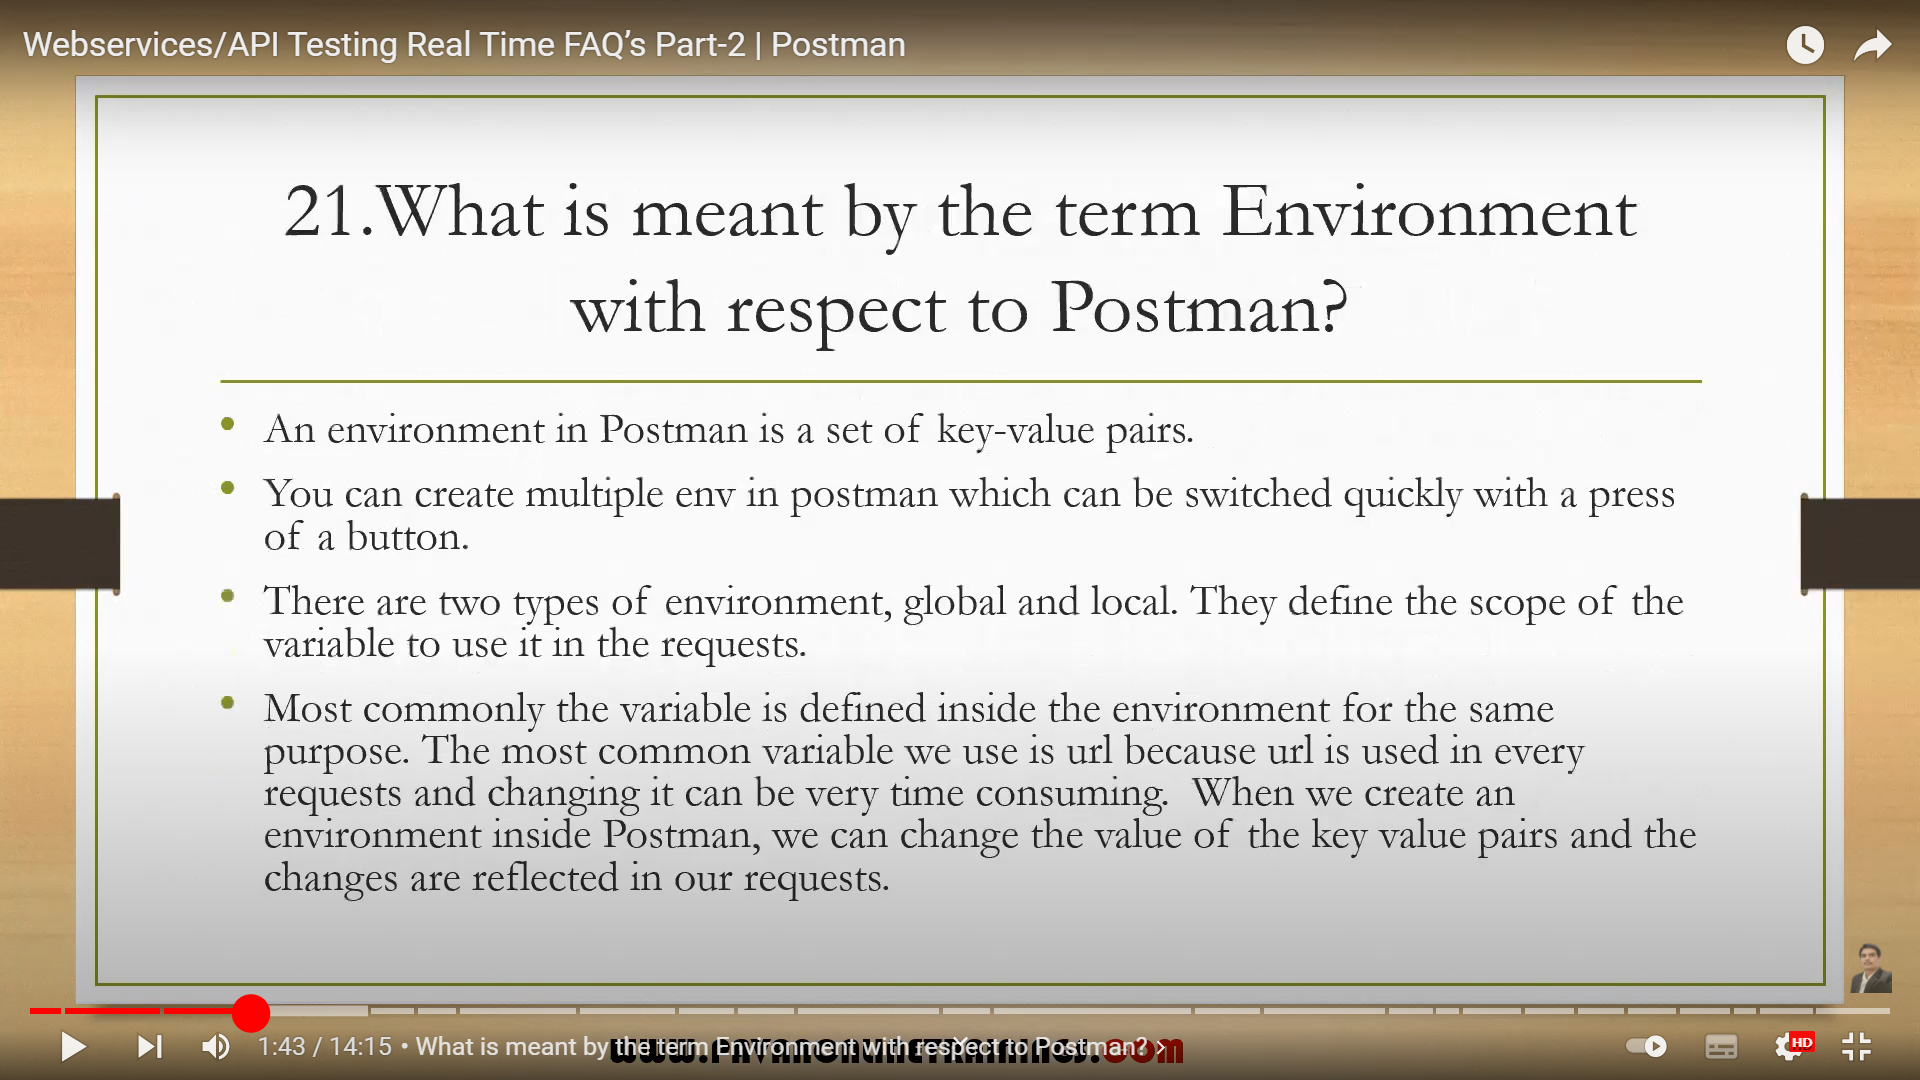 Webservices/API Testing Real Time FAQ’s Part-2 | Postman
21.What is meant by the term Environment
with respect to Postman?
• An environment in Postman is a set of key-value pairs.
• You can create multiple env in postman which can be switched quickly with a press
of a button.
• There are two types of environment, global and local. They define the scope of the
variable to use it in the requests.
• Most commonly the variable is defined inside the environment for the same
purpose. The most common variable we use is url because url is used in every
requests and changing it can be very time consuming. When we create an
environment inside Postman, we can change the value of the key value pairs and the
changes are reflected in our requests.
1:43 / 14:15 • What is meant by the term Environment with respect to Postman? ›
HD